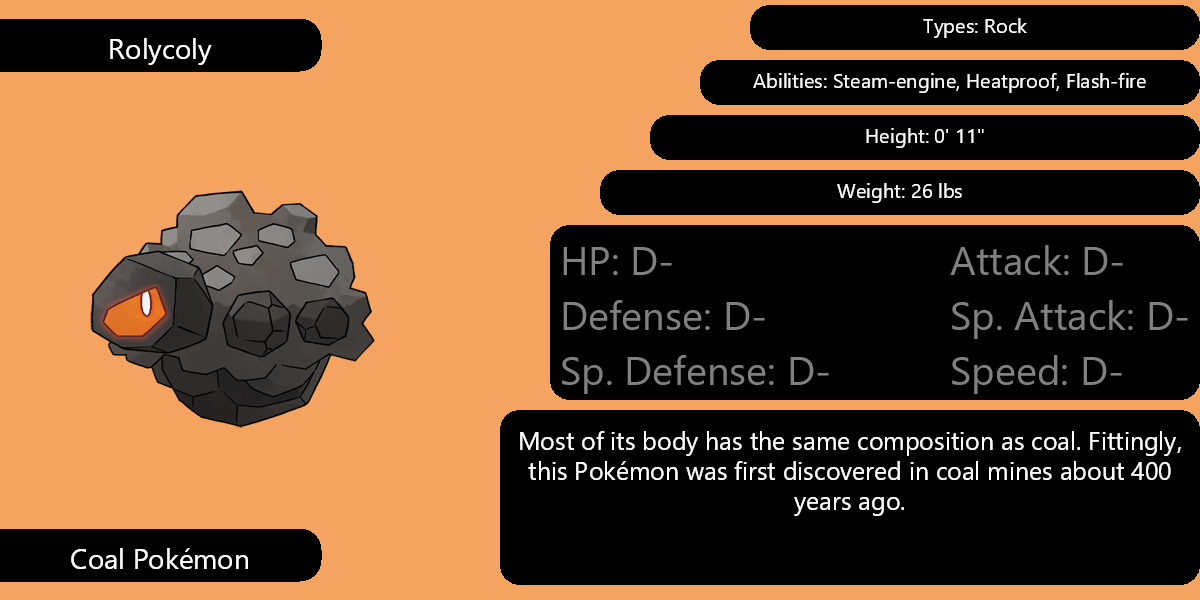 Rolycoly
Types: Rock
Abilities: Steam-engine, Heatproof, Flash-fire
Height: 0' 11"
Weight: 26 lbs
HP: D-
Attack: D-
Defense: D-
Sp. Attack: D-
Sp. Defense: D-
Speed: D-
Most of its body has the same composition as coal. Fittingly,
this Pokémon was first discovered in coal mines about 400
years ago.
Coal Pokémon